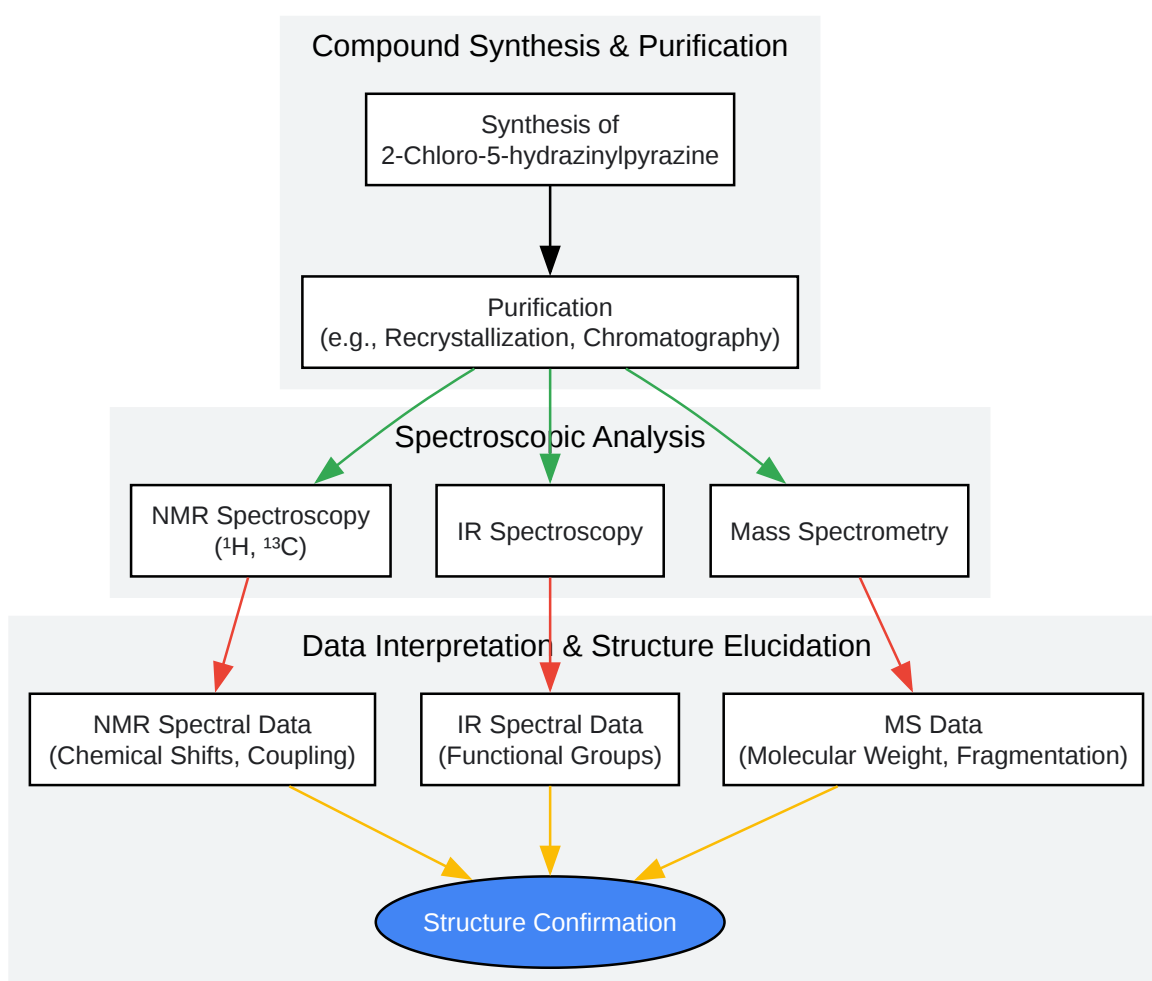 Compound Synthesis & Purification
Synthesis of
2-Chloro-5-hydrazinylpyrazine
Purification
(e.g., Recrystallization, Chromatography)
Spectroscopic Analysis
NMR Spectroscopy
(¹H, ¹³C)
IR Spectroscopy
Mass Spectrometry
Data Interpretation & Structure Elucidation
NMR Spectral Data
(Chemical Shifts, Coupling)
IR Spectral Data
(Functional Groups)
MS Data
(Molecular Weight, Fragmentation)
Structure Confirmation